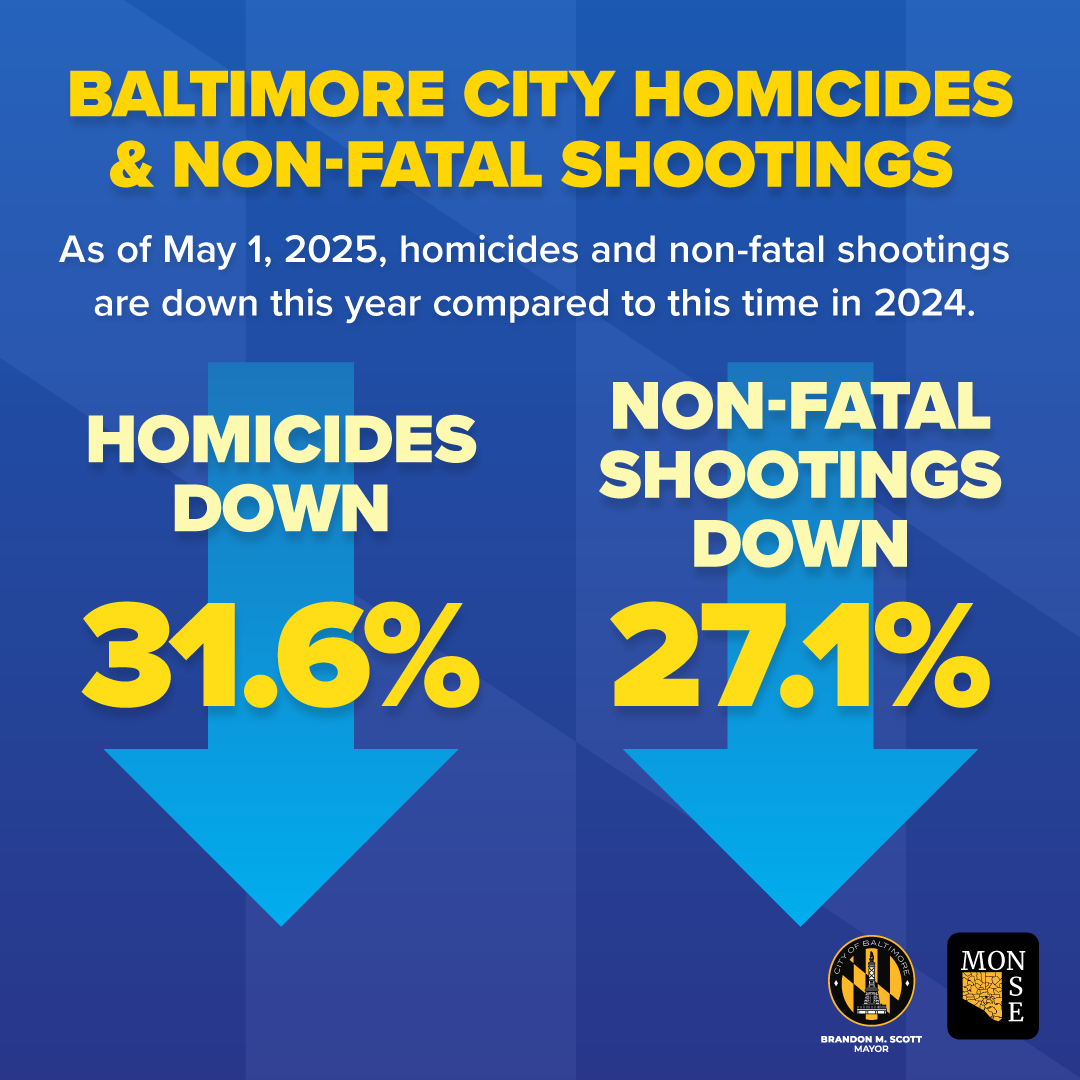 BALTIMORE CITY HOMICIDES
& NON-FATAL SHOOTINGS
As of May 1, 2025, homicides and non-fatal shootings
are down this year compared to this time in 2024.
HOMICIDES
DOWN
31.6%
NON-FATAL
SHOOTINGS
DOWN
27.1%
CITY OF BALTIMORE
BRANDON M. SCOTT
MAYOR
MON
S
E